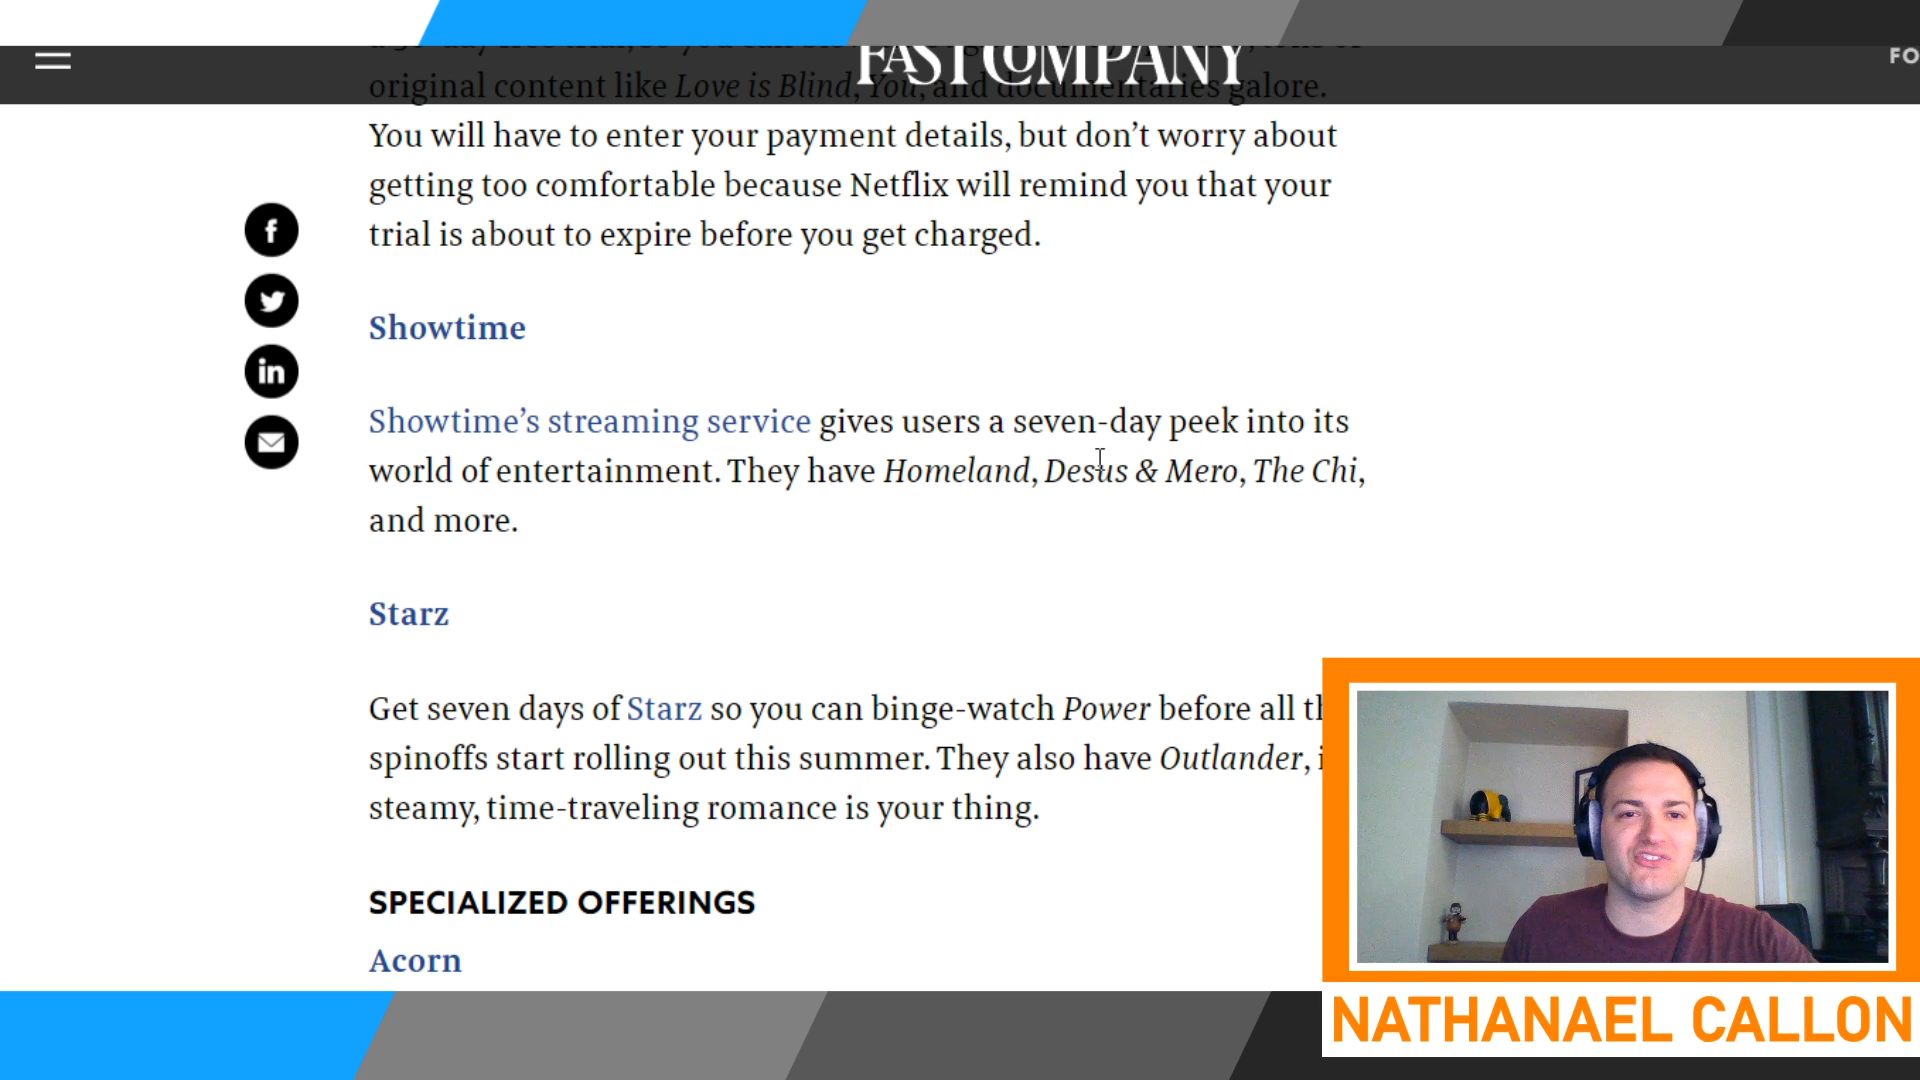 FAST COMPANY
FO
original content like Love is Blind, You, and documentaries galore.
You will have to enter your payment details, but don’t worry about
getting too comfortable because Netflix will remind you that your
trial is about to expire before you get charged.
Showtime
Showtime’s streaming service gives users a seven-day peek into its
world of entertainment. They have Homeland, Desus & Mero, The Chi,
and more.
Starz
Get seven days of Starz so you can binge-watch Power before all
spinoffs start rolling out this summer. They also have Outlander,
steamy, time-traveling romance is your thing.
SPECIALIZED OFFERINGS
Acorn
NATHANAEL CALLON